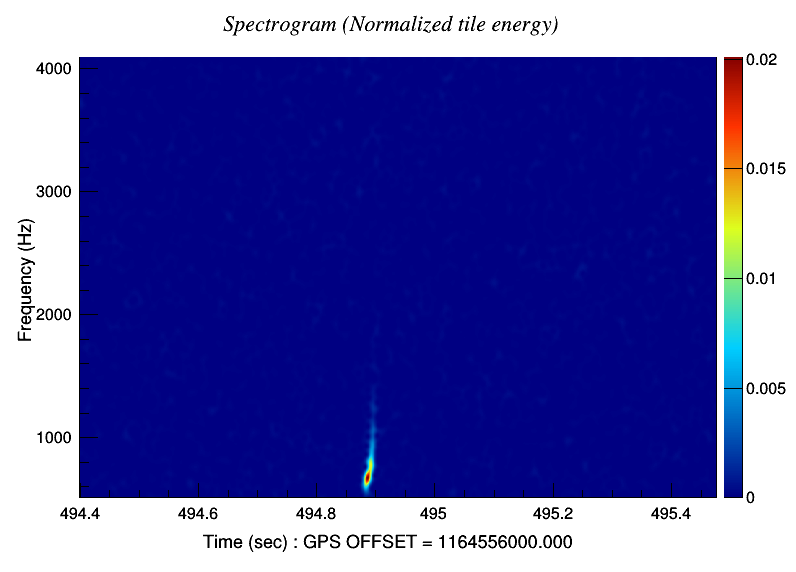 Spectrogram (Normalized tile energy)
4000
3000
2000
1000
Frequency (Hz)
0.02
0.015
0.01
0.005
0
494.4 494.6 494.8 495 495.2 495.4
Time (sec) : GPS OFFSET = 1164556000.000